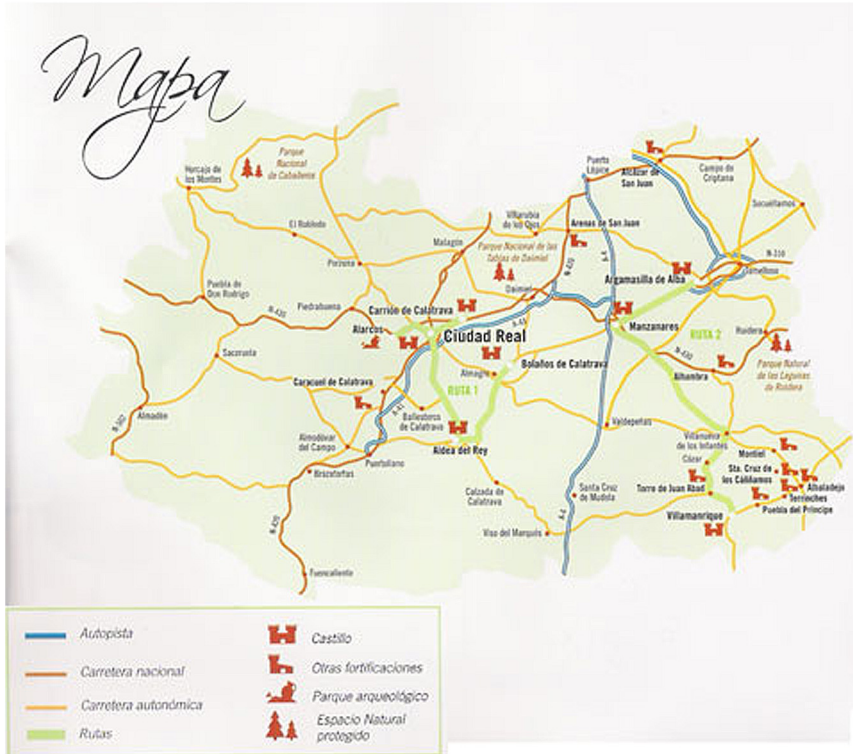 Mapa
Parque
Nacional
de Cabañeros
Horcajo de
los Montes
El Robledo
Porzuna
Malagón
Villarrubia
de los Ojos
Puerto
Lápice
Alcázar de
San Juan
Campo de
Criptana
Socuéllamos
Arenas de San Juan
Parque Nacional de las
Tablas de Daimiel
Daimiel
N-310
Tomelloso
Argamasilla de Alba
Puebla de
Don Rodrigo
N-430
Piedrabuena
Carrión de Calatrava
Alarcos
Ciudad Real
Manzanares
RUTA 2
Ruidera
Parque Natural
de las Lagunas
de Ruidera
N-430
Alhambra
Saceruela
Almagro
Bolaños de Calatrava
Caracuel de Calatrava
RUTA 1
A-41
Ballesteros
de Calatrava
Almadén
N-502
Almodóvar
del Campo
Aldea del Rey
Valdepeñas
Villanueva
de los Infantes
Montiel
Cózar
Sta. Cruz de
los Cáñamos
Albaladejo
Puertollano
Brazatortas
Calzada de
Calatrava
Santa Cruz
de Mudela
Torre de Juan Abad
Terrinches
Puebla del Príncipe
Villamanrique
N-420
Viso del Marqués
Fuencaliente
Autopista
Carretera nacional
Carretera autonómica
Rutas
Castillo
Otras fortificaciones
Parque arqueológico
Espacio Natural
protegido